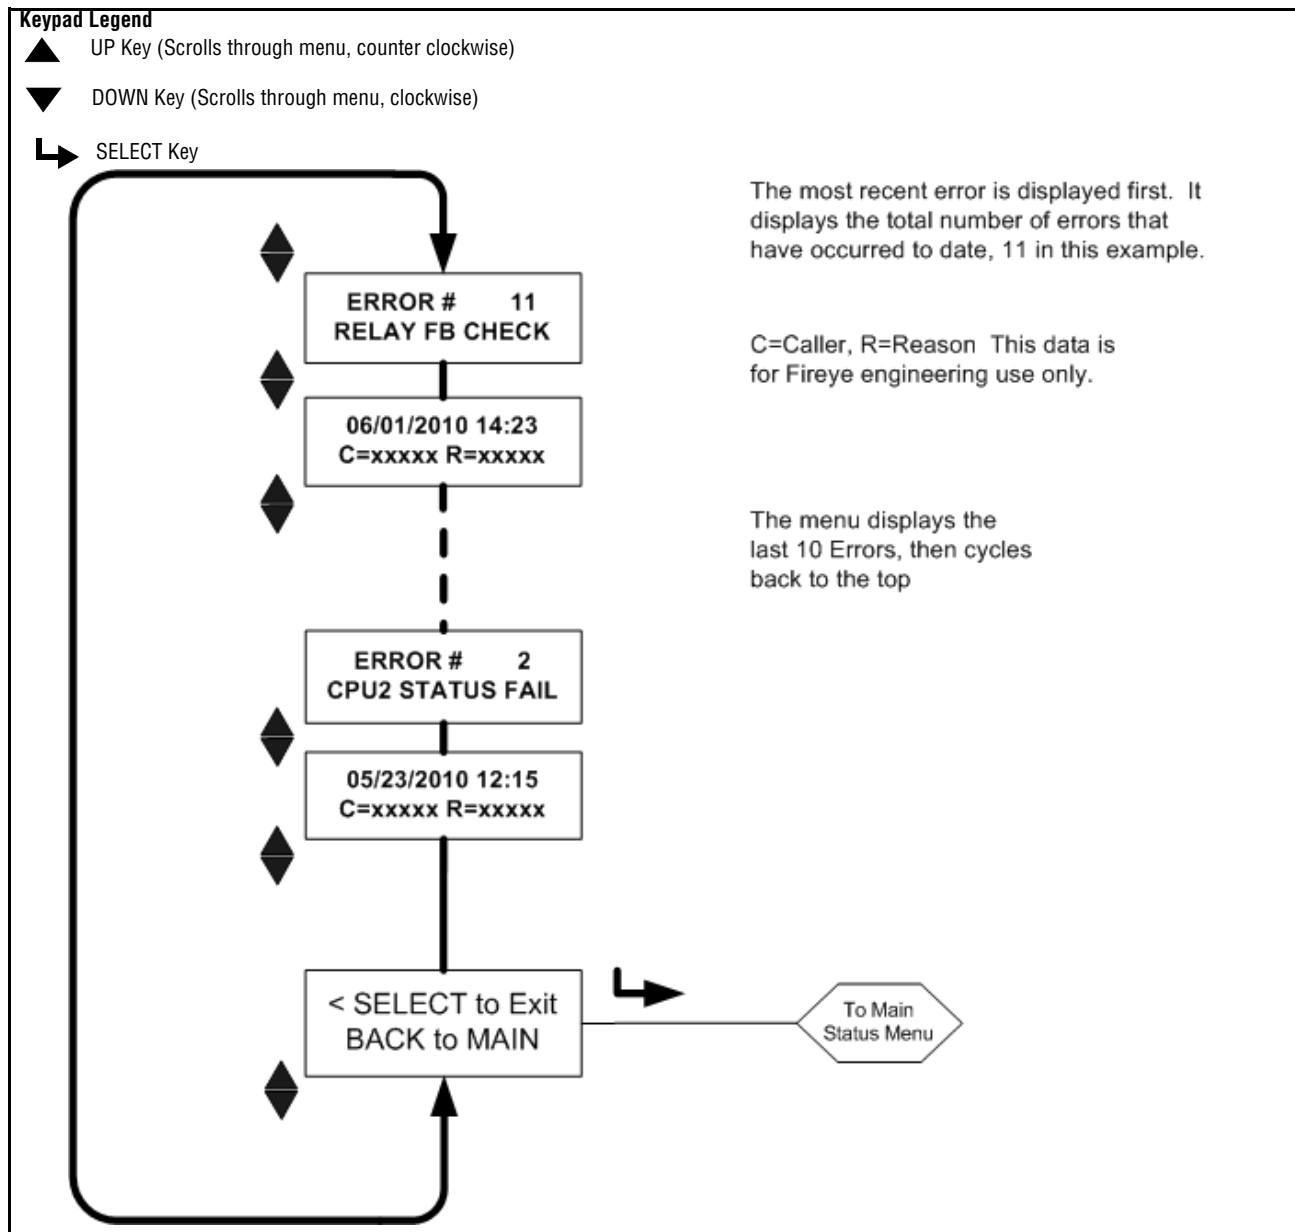 Keypad Legend
UP Key (Scrolls through menu, counter clockwise)
DOWN Key (Scrolls through menu, clockwise)
SELECT Key
The most recent error is displayed first.  It
displays the total number of errors that
have occurred to date, 11 in this example.
ERROR # 11
RELAY FB CHECK
C=Caller, R=Reason  This data is
for Fireye engineering use only.
06/01/2010 14:23
C=xxxxx R=xxxxx
The menu displays the
last 10 Errors, then cycles
back to the top
ERROR # 2
CPU2 STATUS FAIL
05/23/2010 12:15
C=xxxxx R=xxxxx
< SELECT to Exit
BACK to MAIN
To Main
Status Menu